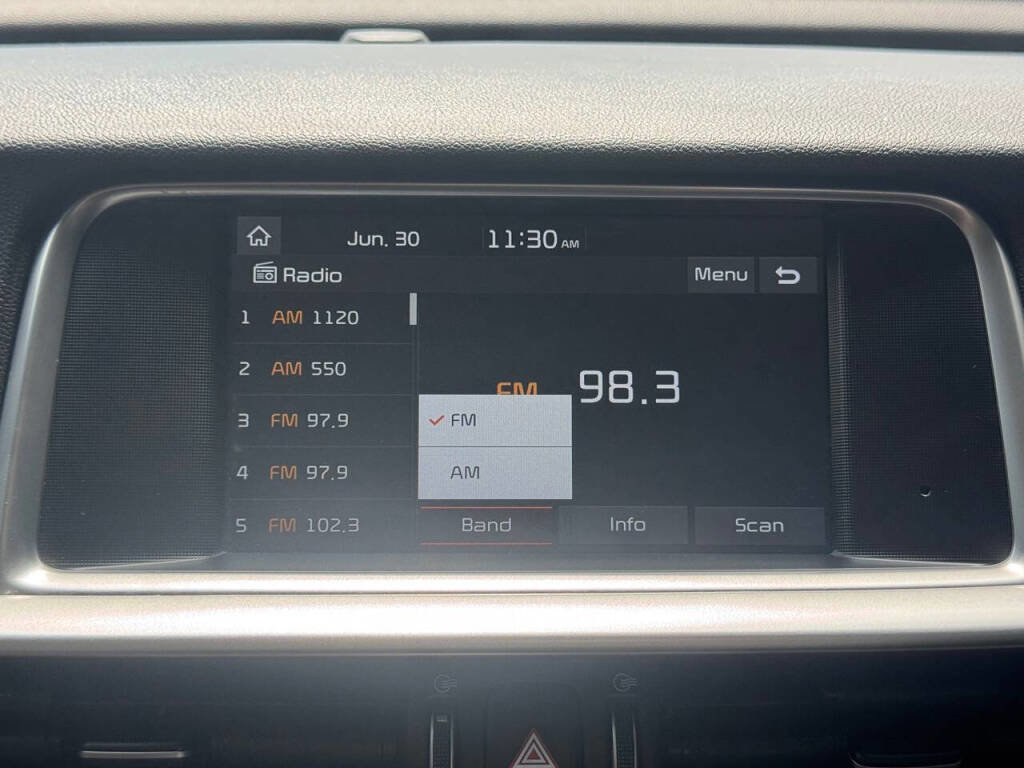 Jun. 30 11:30 AM
Radio Menu
1 AM 1120
2 AM 550
3 FM 97.9
4 FM 97.9
5 FM 102.3
FM 98.3
FM
AM
Band Info Scan